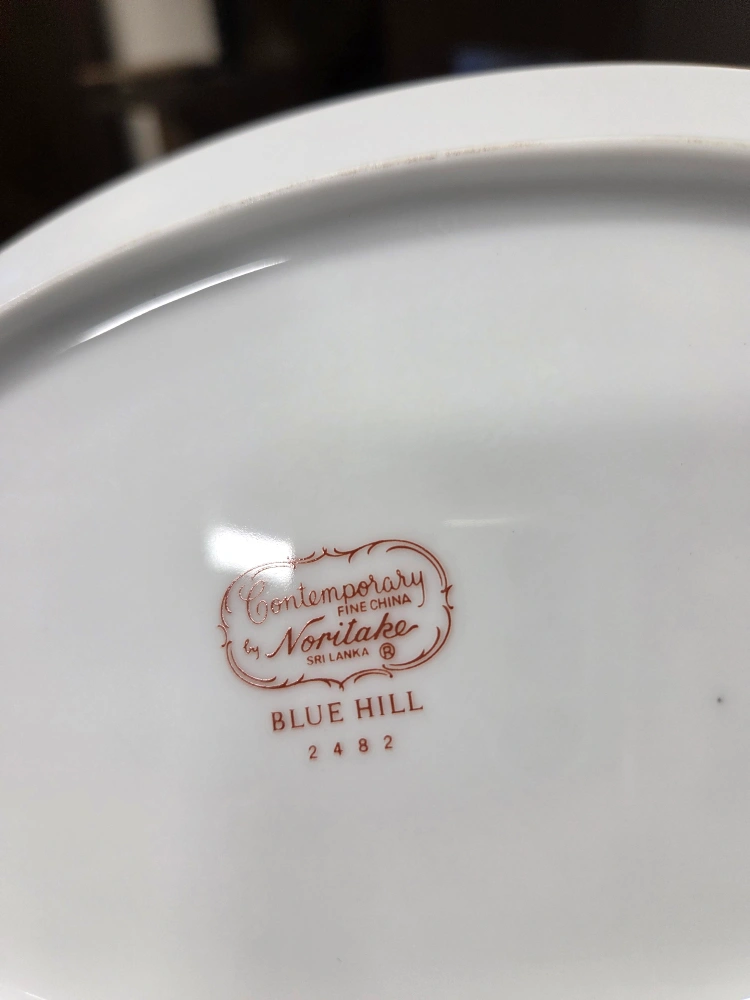 Contemporary
FINE CHINA
by Noritake
SRI LANKA ®
BLUE HILL
2482